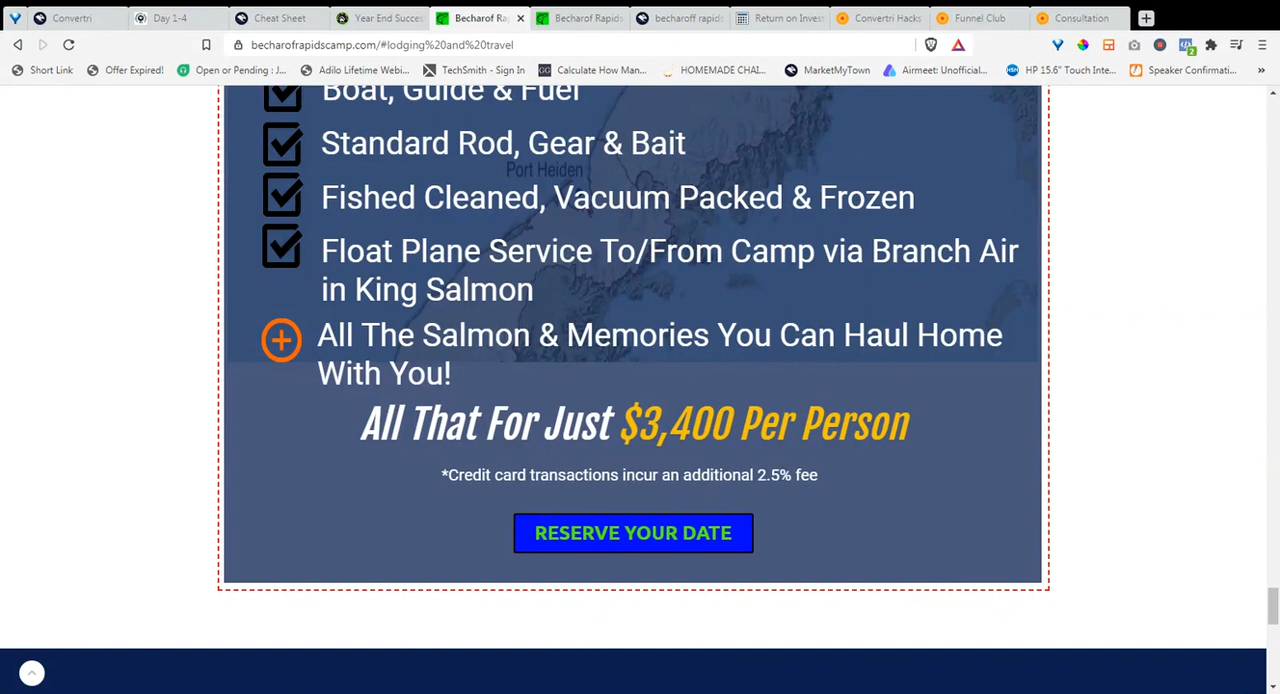 Convertri
Day 1-4
Cheat Sheet
Year End Succes
Becharof Rap
Becharof Rapids
becharoff rapids
Return on Invest
Convertri Hacks
Funnel Club
Consultation
becharofrapidscamp.com/#lodging%20and%20travel
2
Short Link
Offer Expired!
Open or Pending : J...
Adilo Lifetime Webi...
TechSmith - Sign In
Calculate How Man...
HOMEMADE CHAI...
MarketMyTown
Airmeet: Unofficial...
HP 15.6" Touch Inte...
Speaker Confirmati...
Boat, Guide & Fuel
Standard Rod, Gear & Bait
Port Heiden
Fished Cleaned, Vacuum Packed & Frozen
Float Plane Service To/From Camp via Branch Air
in King Salmon
All The Salmon & Memories You Can Haul Home
With You!
All That For Just $3,400 Per Person
*Credit card transactions incur an additional 2.5% fee
RESERVE YOUR DATE